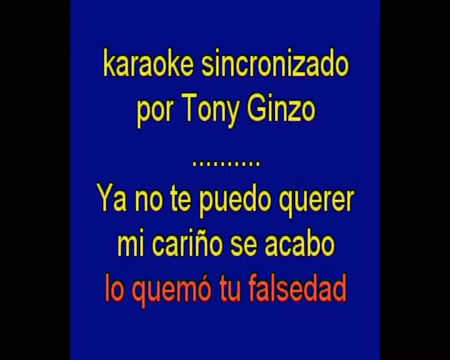 karaoke sincronizado
por Tony Ginzo
..........
Ya no te puedo querer
mi cariño se acabo
lo quemó tu falsedad